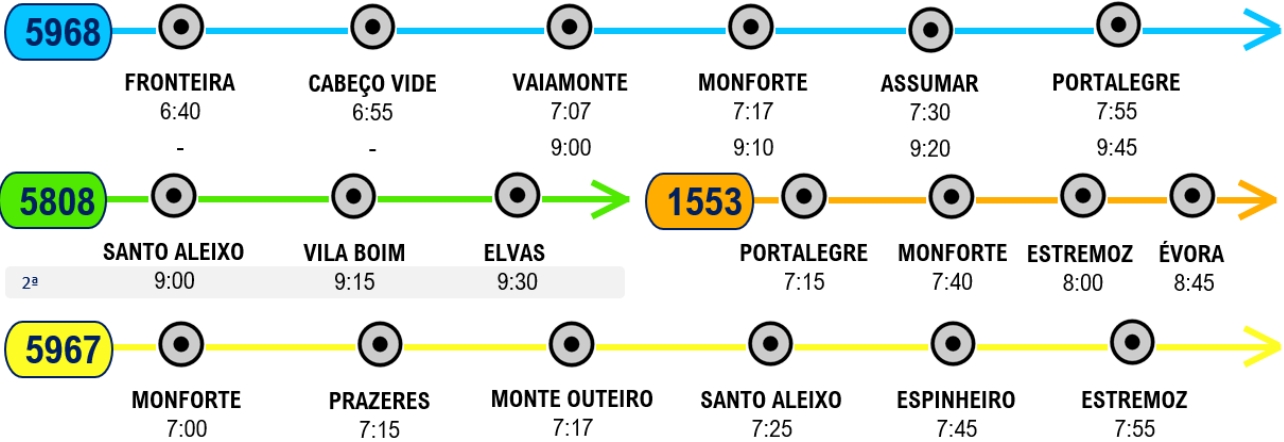 5968
FRONTEIRA CABEÇO VIDE VAIAMONTE MONFORTE ASSUMAR PORTALEGRE
6:40 6:55 7:07 7:17 7:30 7:55
- - 9:00 9:10 9:20 9:45
5808
SANTO ALEIXO VILA BOIM ELVAS
2ª 9:00 9:15 9:30
1553
PORTALEGRE MONFORTE ESTREMOZ ÉVORA
7:15 7:40 8:00 8:45
5967
MONFORTE PRAZERES MONTE OUTEIRO SANTO ALEIXO ESPINHEIRO ESTREMOZ
7:00 7:15 7:17 7:25 7:45 7:55